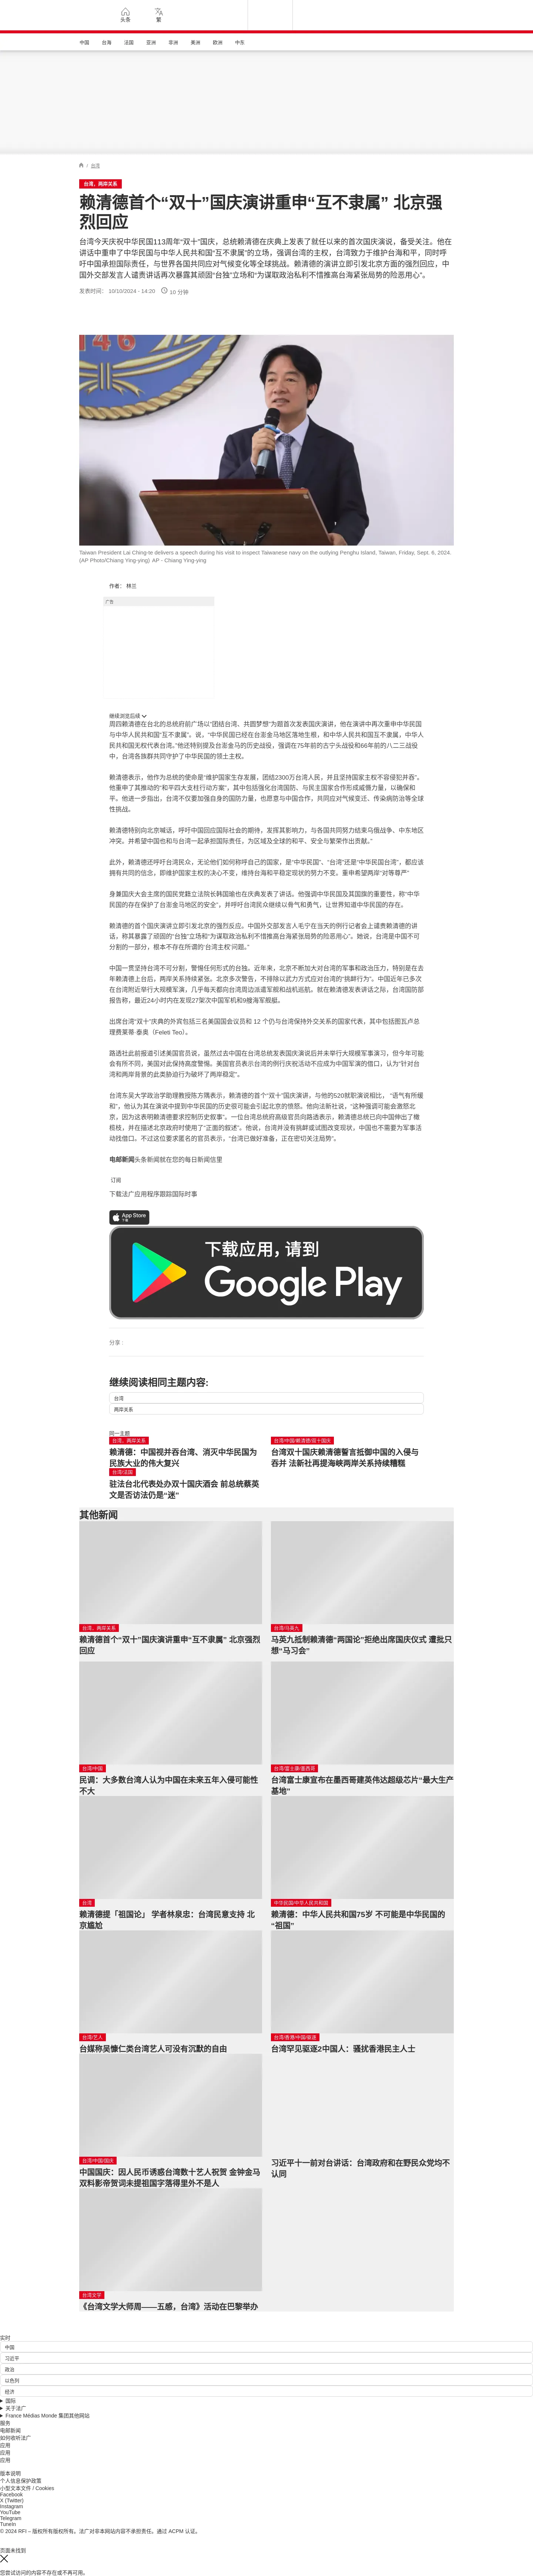 头条
繁
中国
台海
法国
亚洲
非洲
美洲
欧洲
中东
/ 台湾
台湾，两岸关系
赖清德首个“双十”国庆演讲重申“互不隶属” 北京强
烈回应
台湾今天庆祝中华民国113周年“双十”国庆，总统赖清德在庆典上发表了就任以来的首次国庆演说，备受关注。他在
讲话中重申了中华民国与中华人民共和国“互不隶属”的立场，强调台湾的主权，台湾致力于维护台海和平，同时呼
吁中国承担国际责任，与世界各国共同应对气候变化等全球挑战。赖清德的演讲立即引发北京方面的强烈回应，中
国外交部发言人谴责讲话再次暴露其顽固“台独”立场和“为谋取政治私利不惜推高台海紧张局势的险恶用心”。
发表时间： 10/10/2024 - 14:20 10 分钟
146
Taiwan President Lai Ching-te delivers a speech during his visit to inspect Taiwanese navy on the outlying Penghu Island, Taiwan, Friday, Sept. 6, 2024.
(AP Photo/Chiang Ying-ying) AP - Chiang Ying-ying
作者： 林兰
广告
继续浏览后续
周四赖清德在台北的总统府前广场以“团结台湾、共圆梦想”为题首次发表国庆演讲，他在演讲中再次重申中华民国
与中华人民共和国“互不隶属”。说，“中华民国已经在台澎金马地区落地生根，和中华人民共和国互不隶属，中华人
民共和国无权代表台湾。”他还特别提及台澎金马的历史战役，强调在75年前的古宁头战役和66年前的八二三战役
中，台湾各族群共同守护了中华民国的领土主权。
赖清德表示，他作为总统的使命是“维护国家生存发展，团结2300万台湾人民，并且坚持国家主权不容侵犯并吞”。
他重申了其推动的“和平四大支柱行动方案”，其中包括强化台湾国防、与民主国家合作形成威慑力量，以确保和
平。他进一步指出，台湾不仅要加强自身的国防力量，也愿意与中国合作，共同应对气候变迁、传染病防治等全球
性挑战。
赖清德特别向北京喊话，呼吁中国回应国际社会的期待，发挥其影响力，与各国共同努力结束乌俄战争、中东地区
冲突。并希望中国也和与台湾一起承担国际责任，为区域及全球的和平、安全与繁荣作出贡献。”
此外，赖清德还呼吁台湾民众，无论他们如何称呼自己的国家，是“中华民国”、“台湾”还是“中华民国台湾”，都应该
拥有共同的信念，即维护国家主权的决心不变，维持台海和平稳定现状的努力不变。重申希望两岸“对等尊严”
身兼国庆大会主席的国民党籍立法院长韩国瑜也在庆典发表了讲话。他强调中华民国及其国旗的重要性，称“中华
民国的存在保护了台澎金马地区的安全”，并呼吁台湾民众继续以骨气和勇气，让世界知道中华民国的存在。
赖清德的首个国庆演讲立即引发北京的强烈反应。中国外交部发言人毛宁在当天的例行记者会上谴责赖清德的讲
话，称其暴露了顽固的“台独”立场和“为谋取政治私利不惜推高台海紧张局势的险恶用心”。她说，台湾是中国不可
分割的一部分，根本不存在所谓的‘台湾主权’问题。”
中国一贯坚持台湾不可分割，警惕任何形式的台独。近年来，北京不断加大对台湾的军事和政治压力，特别是在去
年赖清德上台后，两岸关系持续紧张。北京多次警告，不排除以武力方式应对台湾的“挑衅行为”。中国近年已多次
在台湾附近举行大规模军演，几乎每天都向台湾周边派遣军舰和战机巡航。就在赖清德发表讲话之际，台湾国防部
报告称，最近24小时内在发现27架次中国军机和9艘海军舰艇。
出席台湾“双十”庆典的外宾包括三名美国国会议员和 12 个仍与台湾保持外交关系的国家代表，其中包括图瓦卢总
理费莱蒂·泰奥（Feleti Teo）。
路透社此前报道引述美国官员说，虽然过去中国在台湾总统发表国庆演说后并未举行大规模军事演习，但今年可能
会有所不同，美国对此保持高度警惕。美国官员表示台湾的例行庆祝活动不应成为中国军演的借口，认为“针对台
湾和两岸背景的此类胁迫行为破坏了两岸稳定”。
台湾东吴大学政治学助理教授陈方隅表示，赖清德的首个“双十”国庆演讲，与他的520就职演说相比，“语气有所缓
和”，他认为其在演说中提到中华民国的历史很可能会引起北京的愤怒。他向法新社说，“这种强调可能会激怒北
京，因为这表明赖清德要求控制历史叙事”。一位台湾总统府高级官员向路透表示，赖清德总统已向中国伸出了橄
榄枝，并在描述北京政府时使用了“正面的叙述”。他说，台湾并没有挑衅或试图改变现状，中国也不需要为军事活
动找借口。不过这位要求匿名的官员表示，“台湾已做好准备，正在密切关注局势”。
电邮新闻头条新闻就在您的每日新闻信里
订阅
下载法广应用程序跟踪国际时事
App Store
下载
下载应用，请到
Google Play
分享 :
继续阅读相同主题内容:
台湾
两岸关系
同一主题
台湾，两岸关系
赖清德：中国视并吞台湾、消灭中华民国为
民族大业的伟大复兴
台湾/中国/赖清德/双十国庆
台湾双十国庆赖清德誓言抵御中国的入侵与
吞并 法新社再提海峡两岸关系持续糟糕
台湾/法国
驻法台北代表处办双十国庆酒会 前总统蔡英
文是否访法仍是“迷”
其他新闻
台湾，两岸关系
赖清德首个“双十”国庆演讲重申“互不隶属” 北京强烈
回应
台湾/马英九
马英九抵制赖清德“两国论”拒绝出席国庆仪式 遭批只
想“马习会”
台湾/中国
民调：大多数台湾人认为中国在未来五年入侵可能性
不大
台湾/富士康/墨西哥
台湾富士康宣布在墨西哥建英伟达超级芯片“最大生产
基地”
台湾
赖清德提「祖国论」 学者林泉忠：台湾民意支持 北
京尴尬
中华民国/中华人民共和国
赖清德：中华人民共和国75岁 不可能是中华民国的
“祖国”
台湾/艺人
台媒称吴慷仁类台湾艺人可没有沉默的自由
台湾/香港/中国/驱逐
台湾罕见驱逐2中国人：骚扰香港民主人士
台湾/中国/国庆
中国国庆：因人民币诱惑台湾数十艺人祝贺 金钟金马
双料影帝贺词未提祖国字落得里外不是人
习近平十一前对台讲话：台湾政府和在野民众党均不
认同
台湾文学
《台湾文学大师周——五感，台湾》活动在巴黎举办
实时
中国
习近平
政治
以色列
经济
国际
关于法广
France Médias Monde 集团其他网站
服务
电邮新闻
如何收听法广
应用
应用
应用
版本说明
个人信息保护政策
小型文本文件 / Cookies
Facebook
X (Twitter)
Instagram
YouTube
Telegram
TuneIn
© 2024 RFI – 版权所有版权所有。法广对非本网站内容不承担责任。通过 ACPM 认证。
页面未找到
您尝试访问的内容不存在或不再可用。